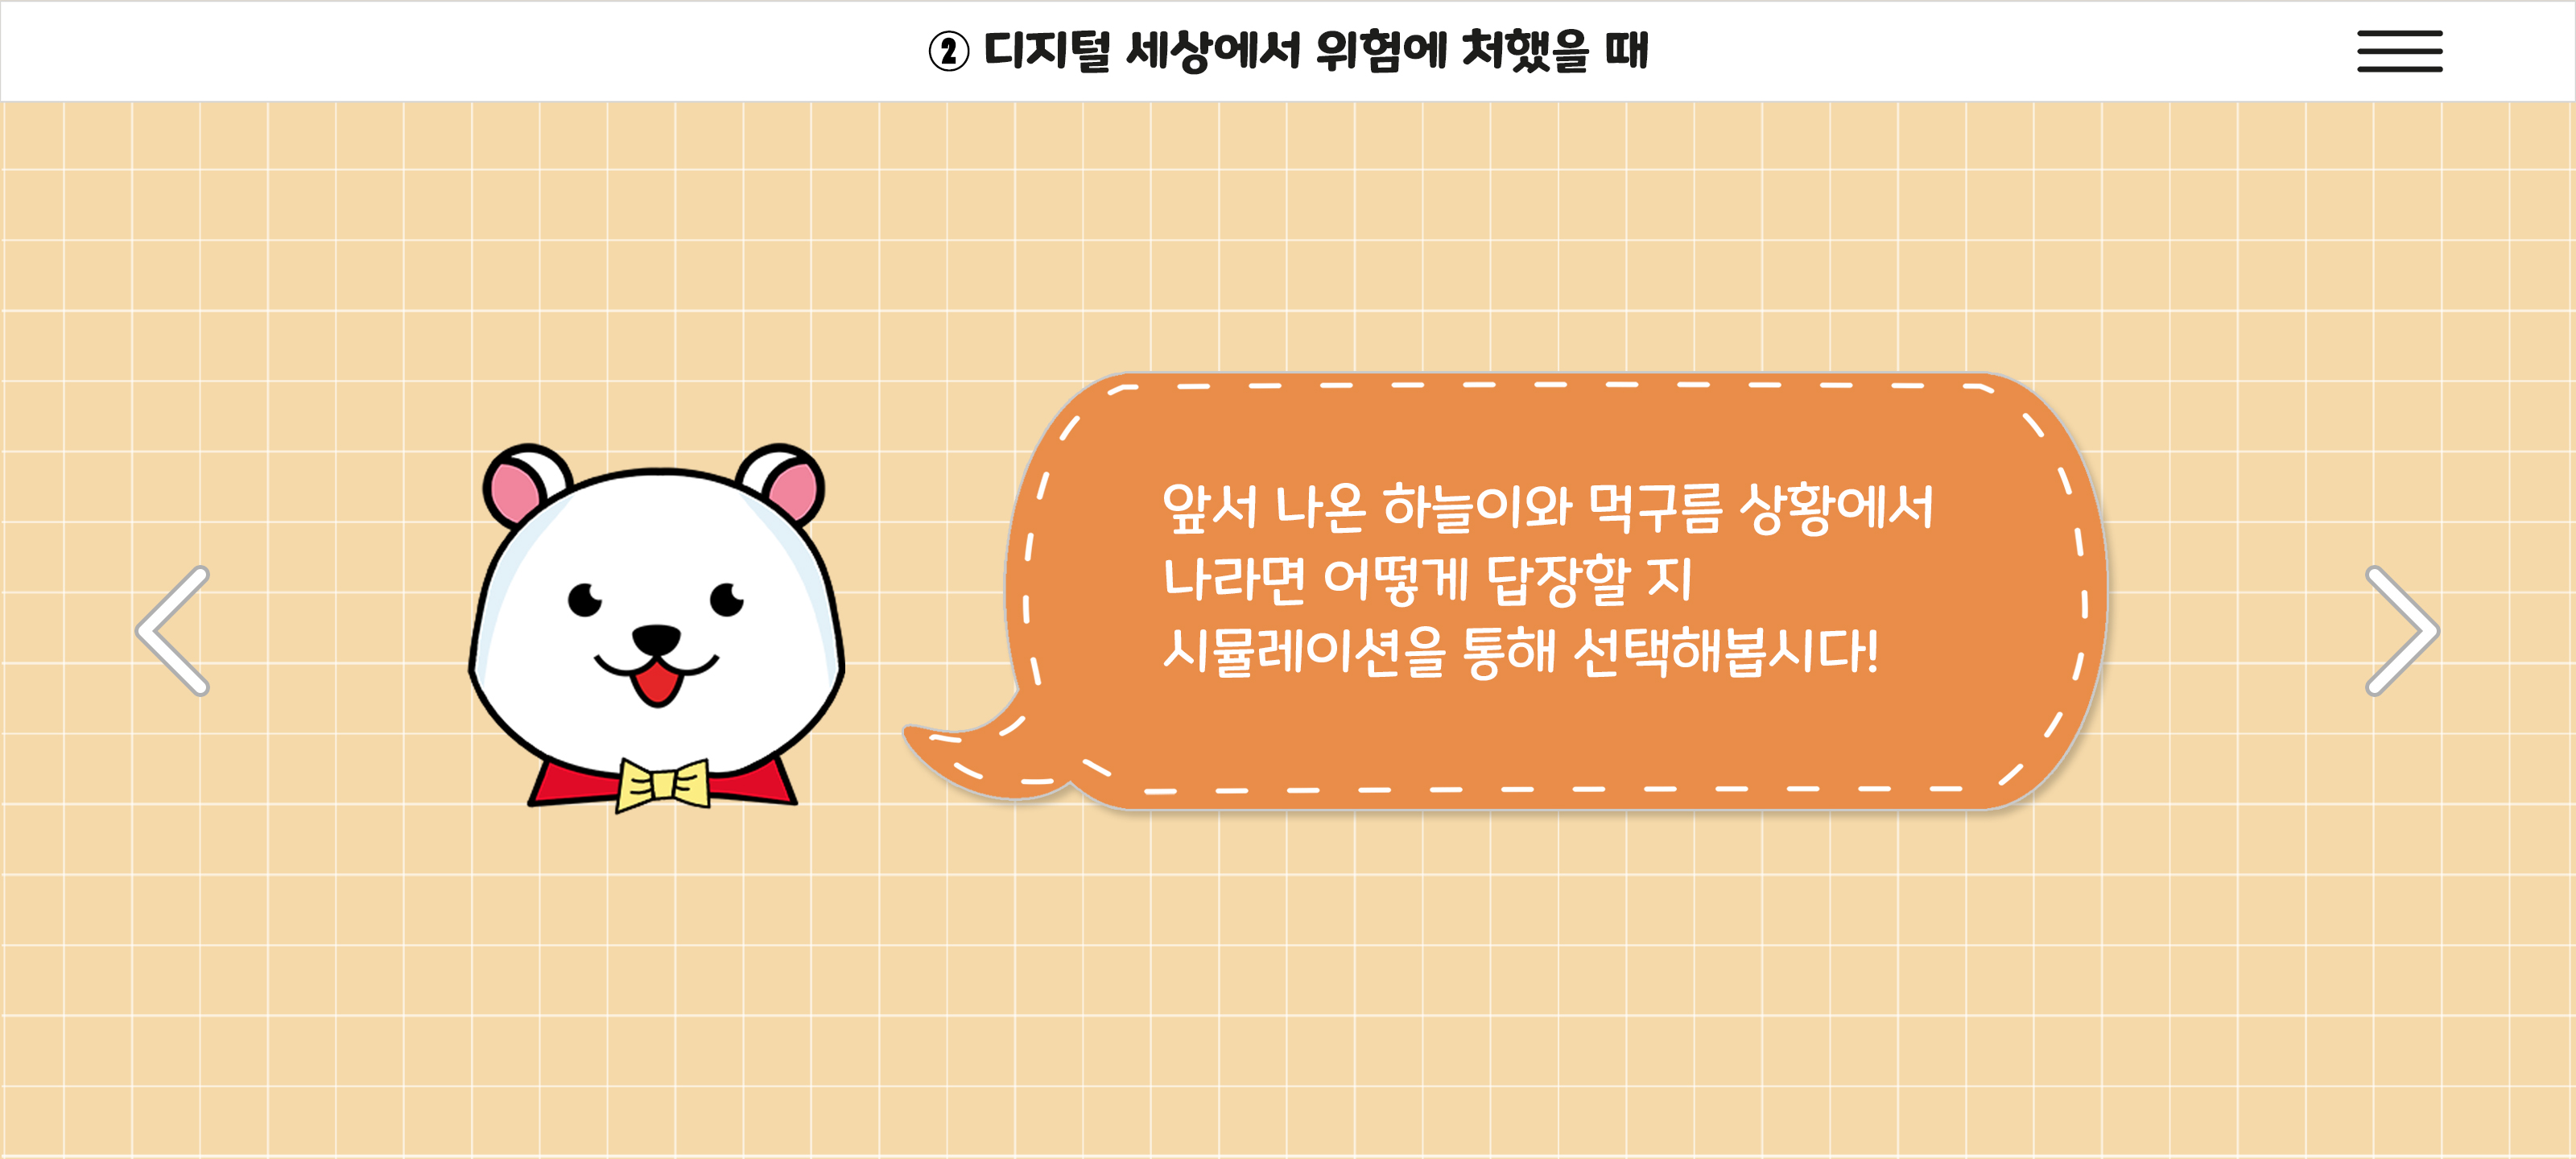 ② 디지털 세상에서 위험에 처했을 때
앞서 나온 하늘이와 먹구름 상황에서
나라면 어떻게 답장할 지
시뮬레이션을 통해 선택해봅시다!